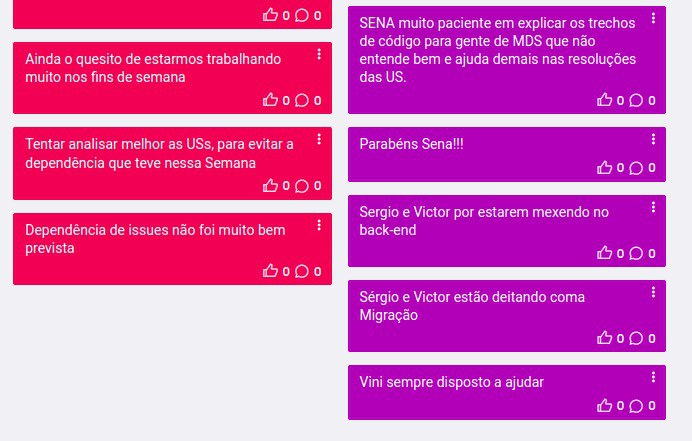 0 0
Ainda o quesito de estarmos trabalhando
muito nos fins de semana
0 0
Tentar analisar melhor as USs, para evitar a
dependência que teve nessa Semana
0 0
Dependência de issues não foi muito bem
prevista
0 0
SENA muito paciente em explicar os trechos
de código para gente de MDS que não
entende bem e ajuda demais nas resoluções
das US.
0 0
Parabéns Sena!!!
0 0
Sergio e Victor por estarem mexendo no
back-end
0 0
Sérgio e Victor estão deitando coma
Migração
0 0
Vini sempre disposto a ajudar
0 0